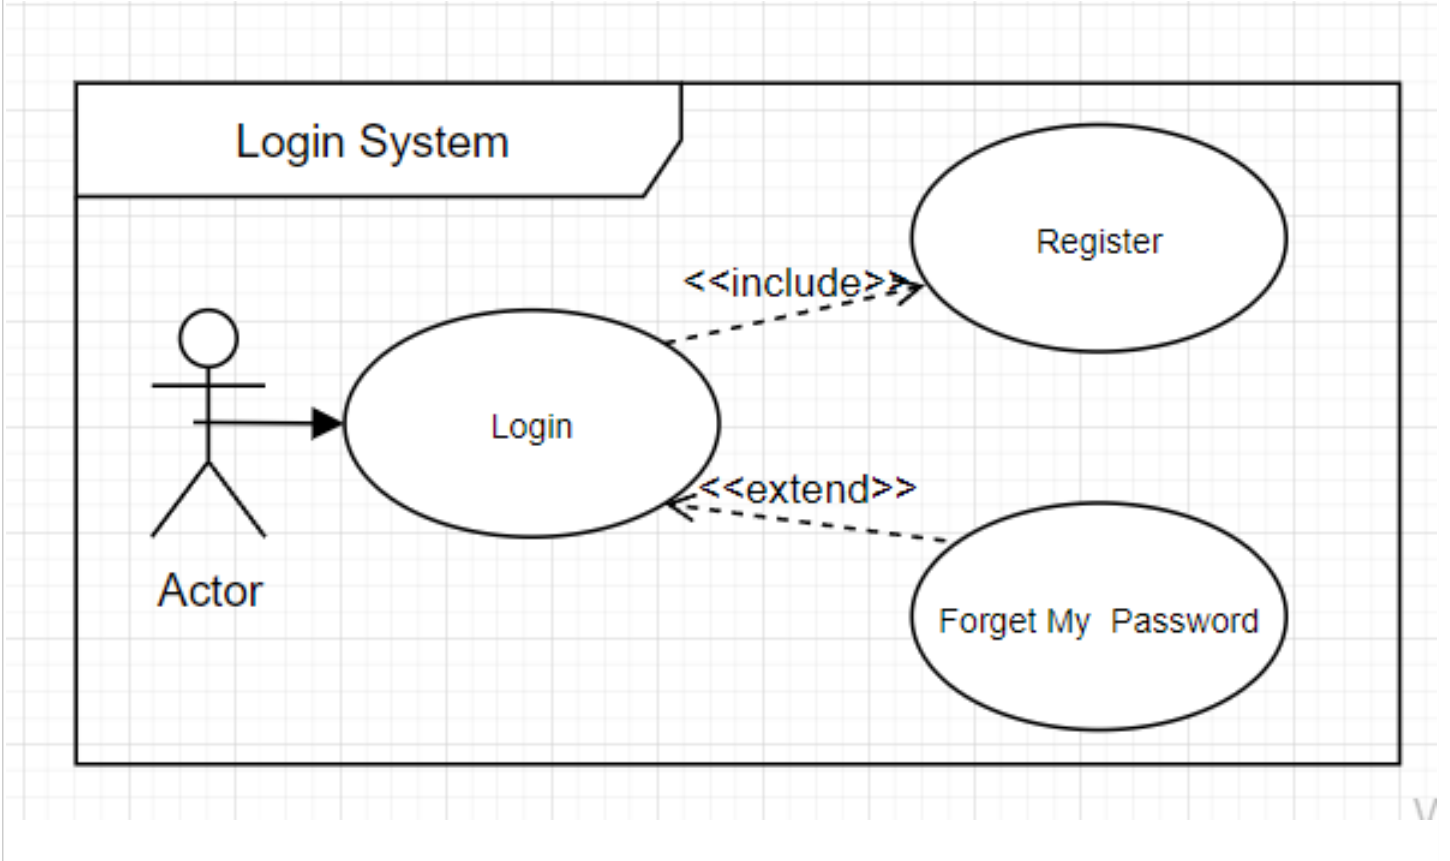 Login System
Register
<<include>>
Login
<<extend>>
Actor
Forget My  Password